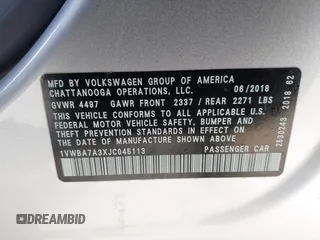 MFD. BY VOLKSWAGEN GROUP OF AMERICA
CHATTANOOGA OPERATIONS, LLC. 06/2018
GVWR 4497 GAWR FRONT 2337 / REAR 2271 LBS
THIS VEHICLE CONFORMS TO ALL APPLICABLE U.S.
FEDERAL MOTOR VEHICLE SAFETY, BUMPER AND
THEFT PREVENTION STANDARDS IN EFFECT ON THE
DATE OF MANUFACTURE SHOWN ABOVE.
1VWBA7A3XJC045113 PASSENGER CAR
2830243 2018 62
DREAMBID